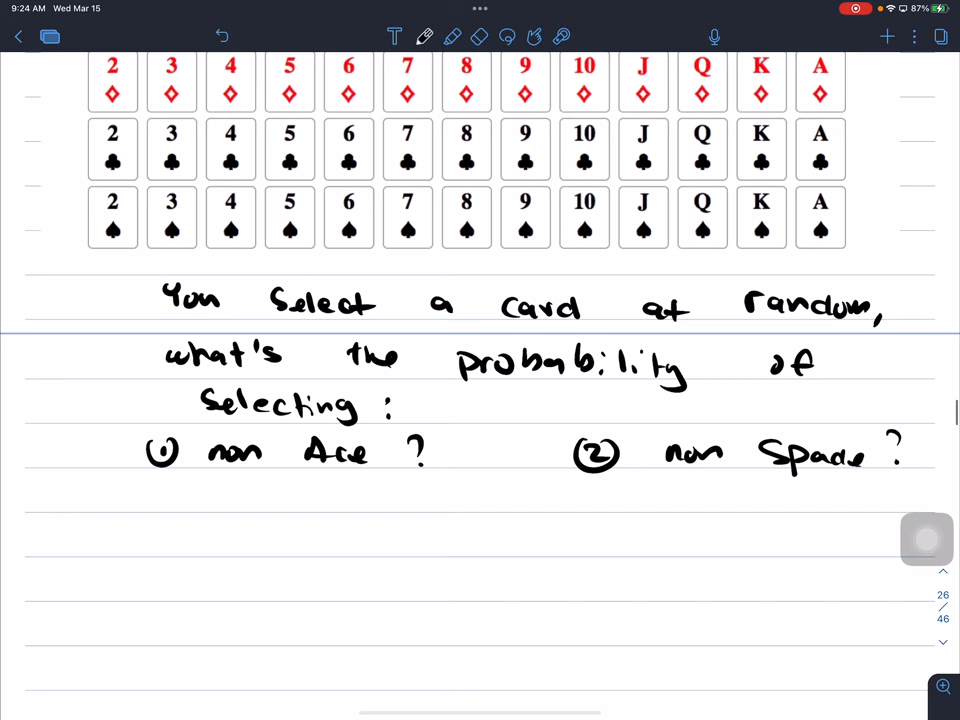 9:24 AM Wed Mar 15
87%
2 3 4 5 6 7 8 9 10 J Q K A
2 3 4 5 6 7 8 9 10 J Q K A
2 3 4 5 6 7 8 9 10 J Q K A
You select a card at random,
what's the probability of
selecting:
① non Ace ? ② non Spade ?
26
/
46